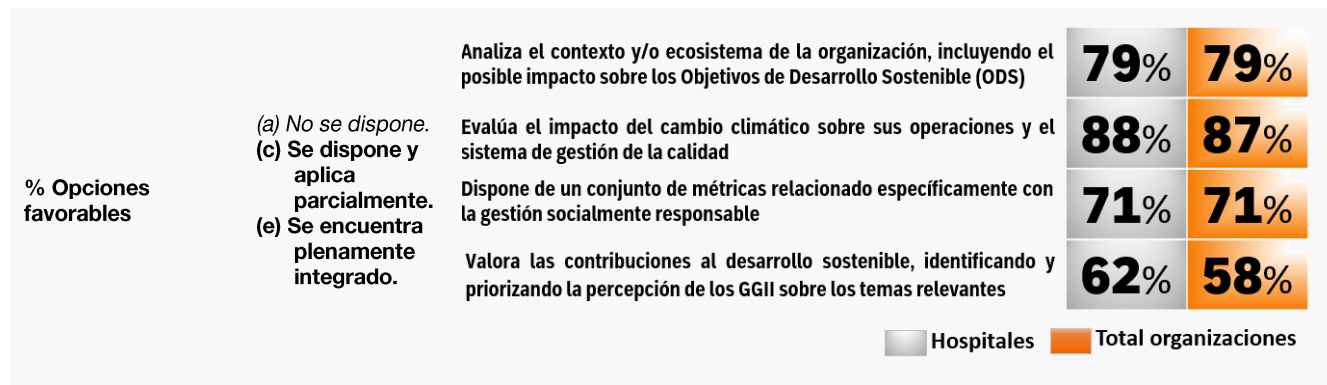 % Opciones
favorables
(a) No se dispone.
(c) Se dispone y
aplica
parcialmente.
(e) Se encuentra
plenamente
integrado.
Analiza el contexto y/o ecosistema de la organización, incluyendo el
posible impacto sobre los Objetivos de Desarrollo Sostenible (ODS)
79% 79%
Evalúa el impacto del cambio climático sobre sus operaciones y el
sistema de gestión de la calidad
88% 87%
Dispone de un conjunto de métricas relacionado específicamente con
la gestión socialmente responsable
71% 71%
Valora las contribuciones al desarrollo sostenible, identificando y
priorizando la percepción de los GGII sobre los temas relevantes
62% 58%
Hospitales Total organizaciones